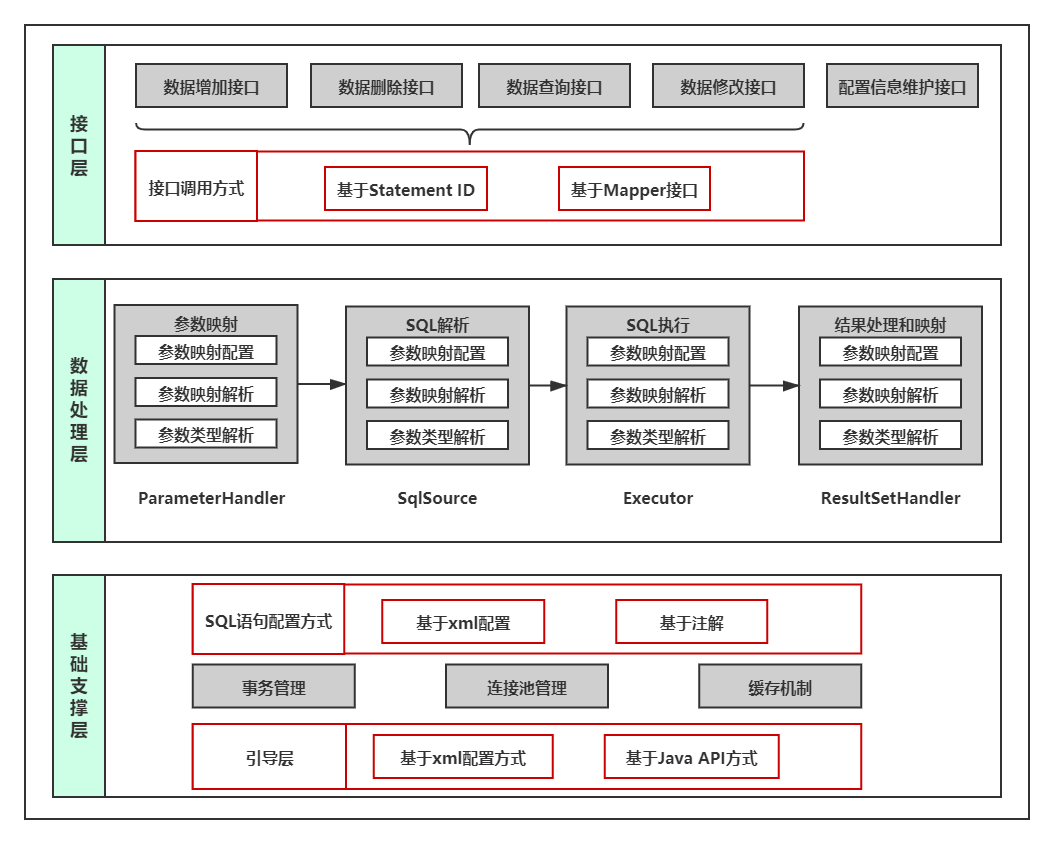 接口层
数据增加接口
数据删除接口
数据查询接口
数据修改接口
配置信息维护接口
接口调用方式
基于Statement ID
基于Mapper接口
数据处理层
参数映射
参数映射配置
参数映射解析
参数类型解析
ParameterHandler
SQL解析
参数映射配置
参数映射解析
参数类型解析
SqlSource
SQL执行
参数映射配置
参数映射解析
参数类型解析
Executor
结果处理和映射
参数映射配置
参数映射解析
参数类型解析
ResultSetHandler
基础支撑层
SQL语句配置方式
基于xml配置
基于注解
事务管理
连接池管理
缓存机制
引导层
基于xml配置方式
基于Java API方式